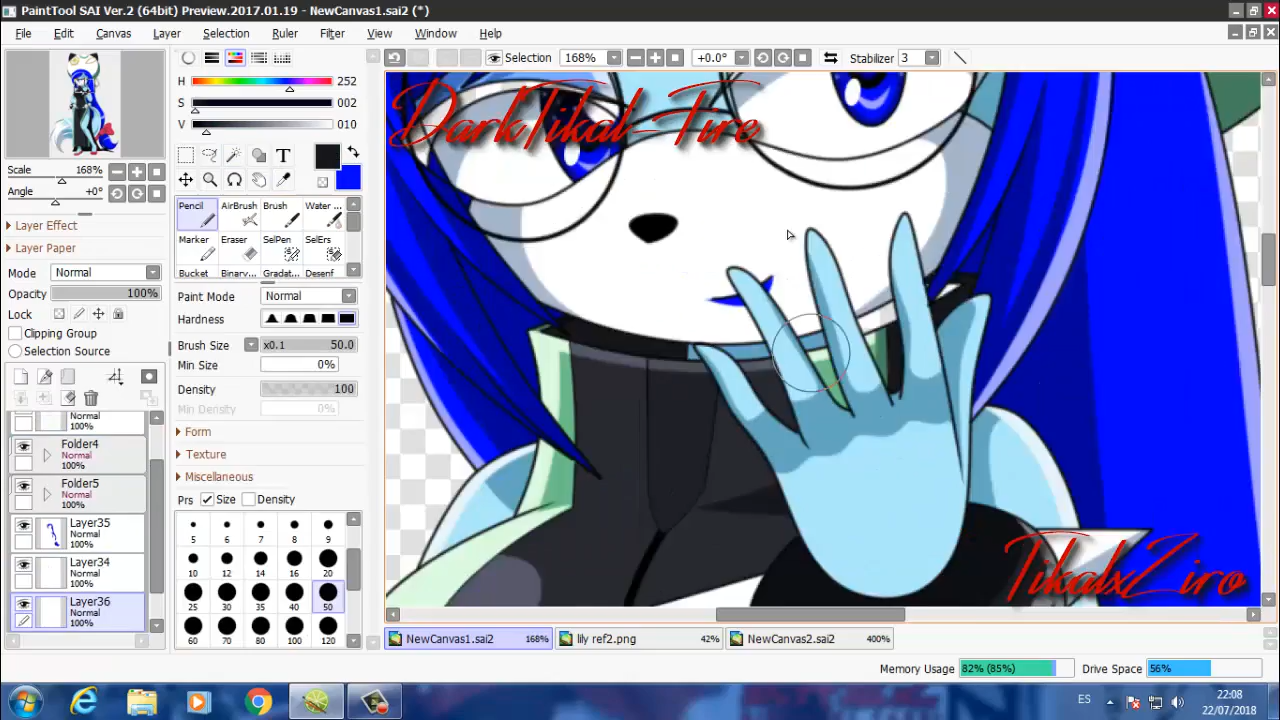 PaintTool SAI Ver.2 (64bit) Preview.2017.01.19 - NewCanvas1.sai2 (*)
File Edit Canvas Layer Selection Ruler Filter View Window Help
Selection 168% +0.0° Stabilizer 3
Scale 168%
Angle +0°
Layer Effect
Layer Paper
Mode Normal
Opacity 100%
Lock
Clipping Group
Selection Source
Normal
100%
Folder4
Normal
100%
Folder5
Normal
100%
Layer35
Normal
100%
Layer34
Normal
100%
Layer36
Normal
100%
H 252
S 002
V 010
T
Pencil AirBrush Brush Water ...
Marker Eraser SelPen SelErs
Bucket Binary... Gradat... Desenf
Paint Mode Normal
Hardness
Brush Size x0.1 50.0
Min Size 0%
Density 100
Min Density 0%
Form
Texture
Miscellaneous
Prs Size Density
5 6 7 8 9
10 12 14 16 20
25 30 35 40 50
60 70 80 100 120
DarkTikal-Fire
TikalxZiro
NewCanvas1.sai2 168% lily ref2.png 42% NewCanvas2.sai2 400%
Memory Usage 82% (85%) Drive Space 56%
ES 22:08
22/07/2018